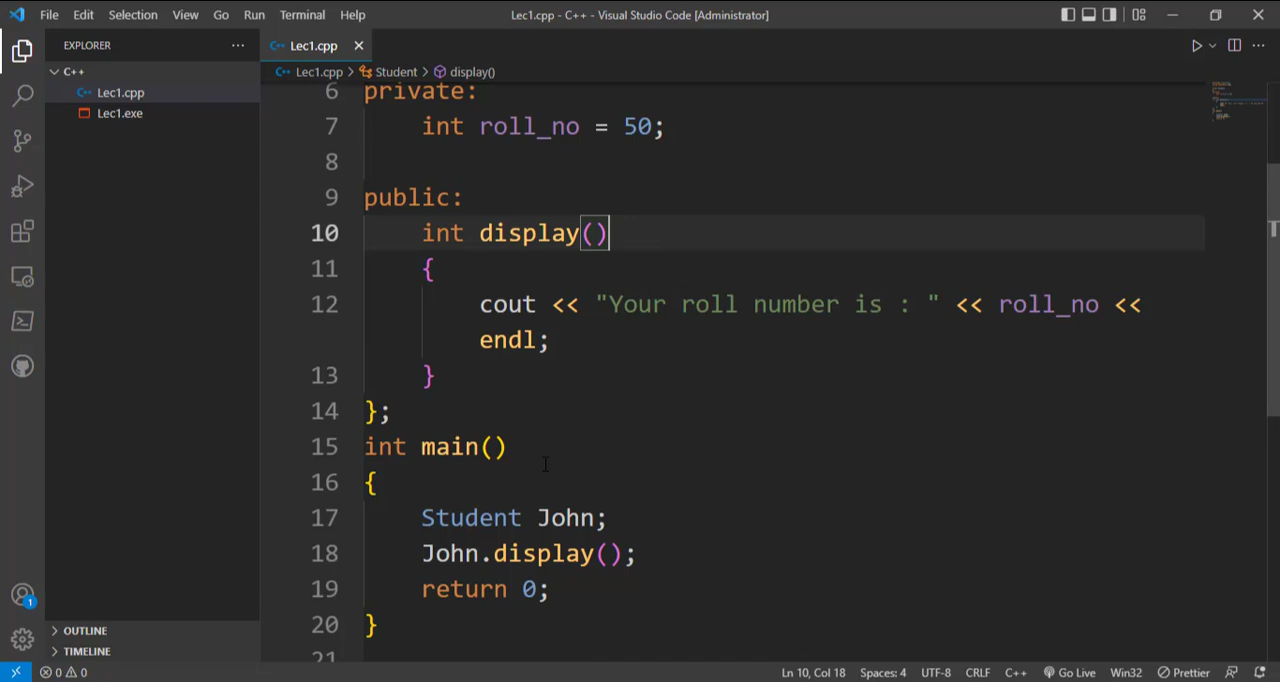 File Edit Selection View Go Run Terminal Help Lec1.cpp - C++ - Visual Studio Code [Administrator]
EXPLORER
C++
Lec1.cpp
Lec1.exe
OUTLINE
TIMELINE
Lec1.cpp
Lec1.cpp > Student > display()
6 private:
7 int roll_no = 50;
8
9 public:
10 int display()
11 {
12 cout << "Your roll number is : " << roll_no <<
endl;
13 }
14 };
15 int main()
16 {
17 Student John;
18 John.display();
19 return 0;
20 }
21
1
0 0 Ln 10, Col 18 Spaces: 4 UTF-8 CRLF C++ Go Live Win32 Prettier